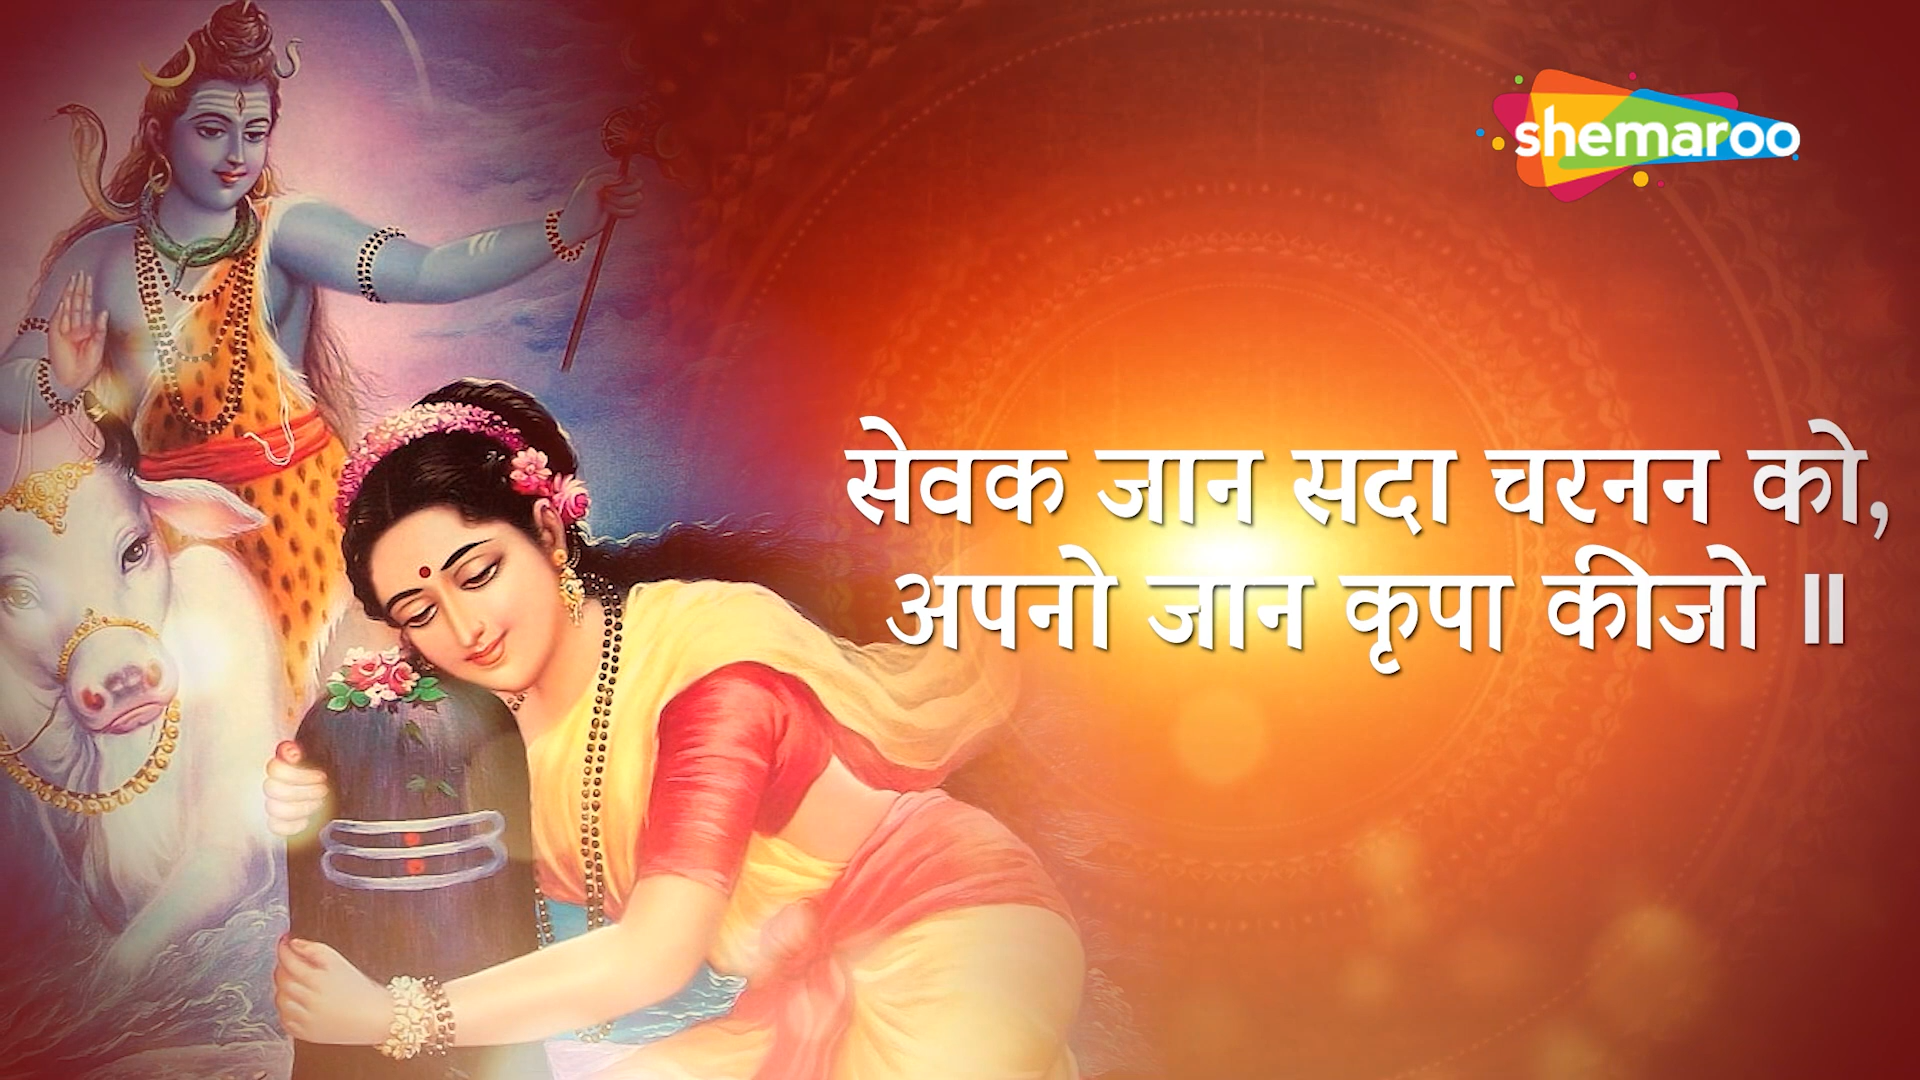 shemaroo
सेवक जान सदा चरनन को,
अपनो जान कृपा कीजो ॥